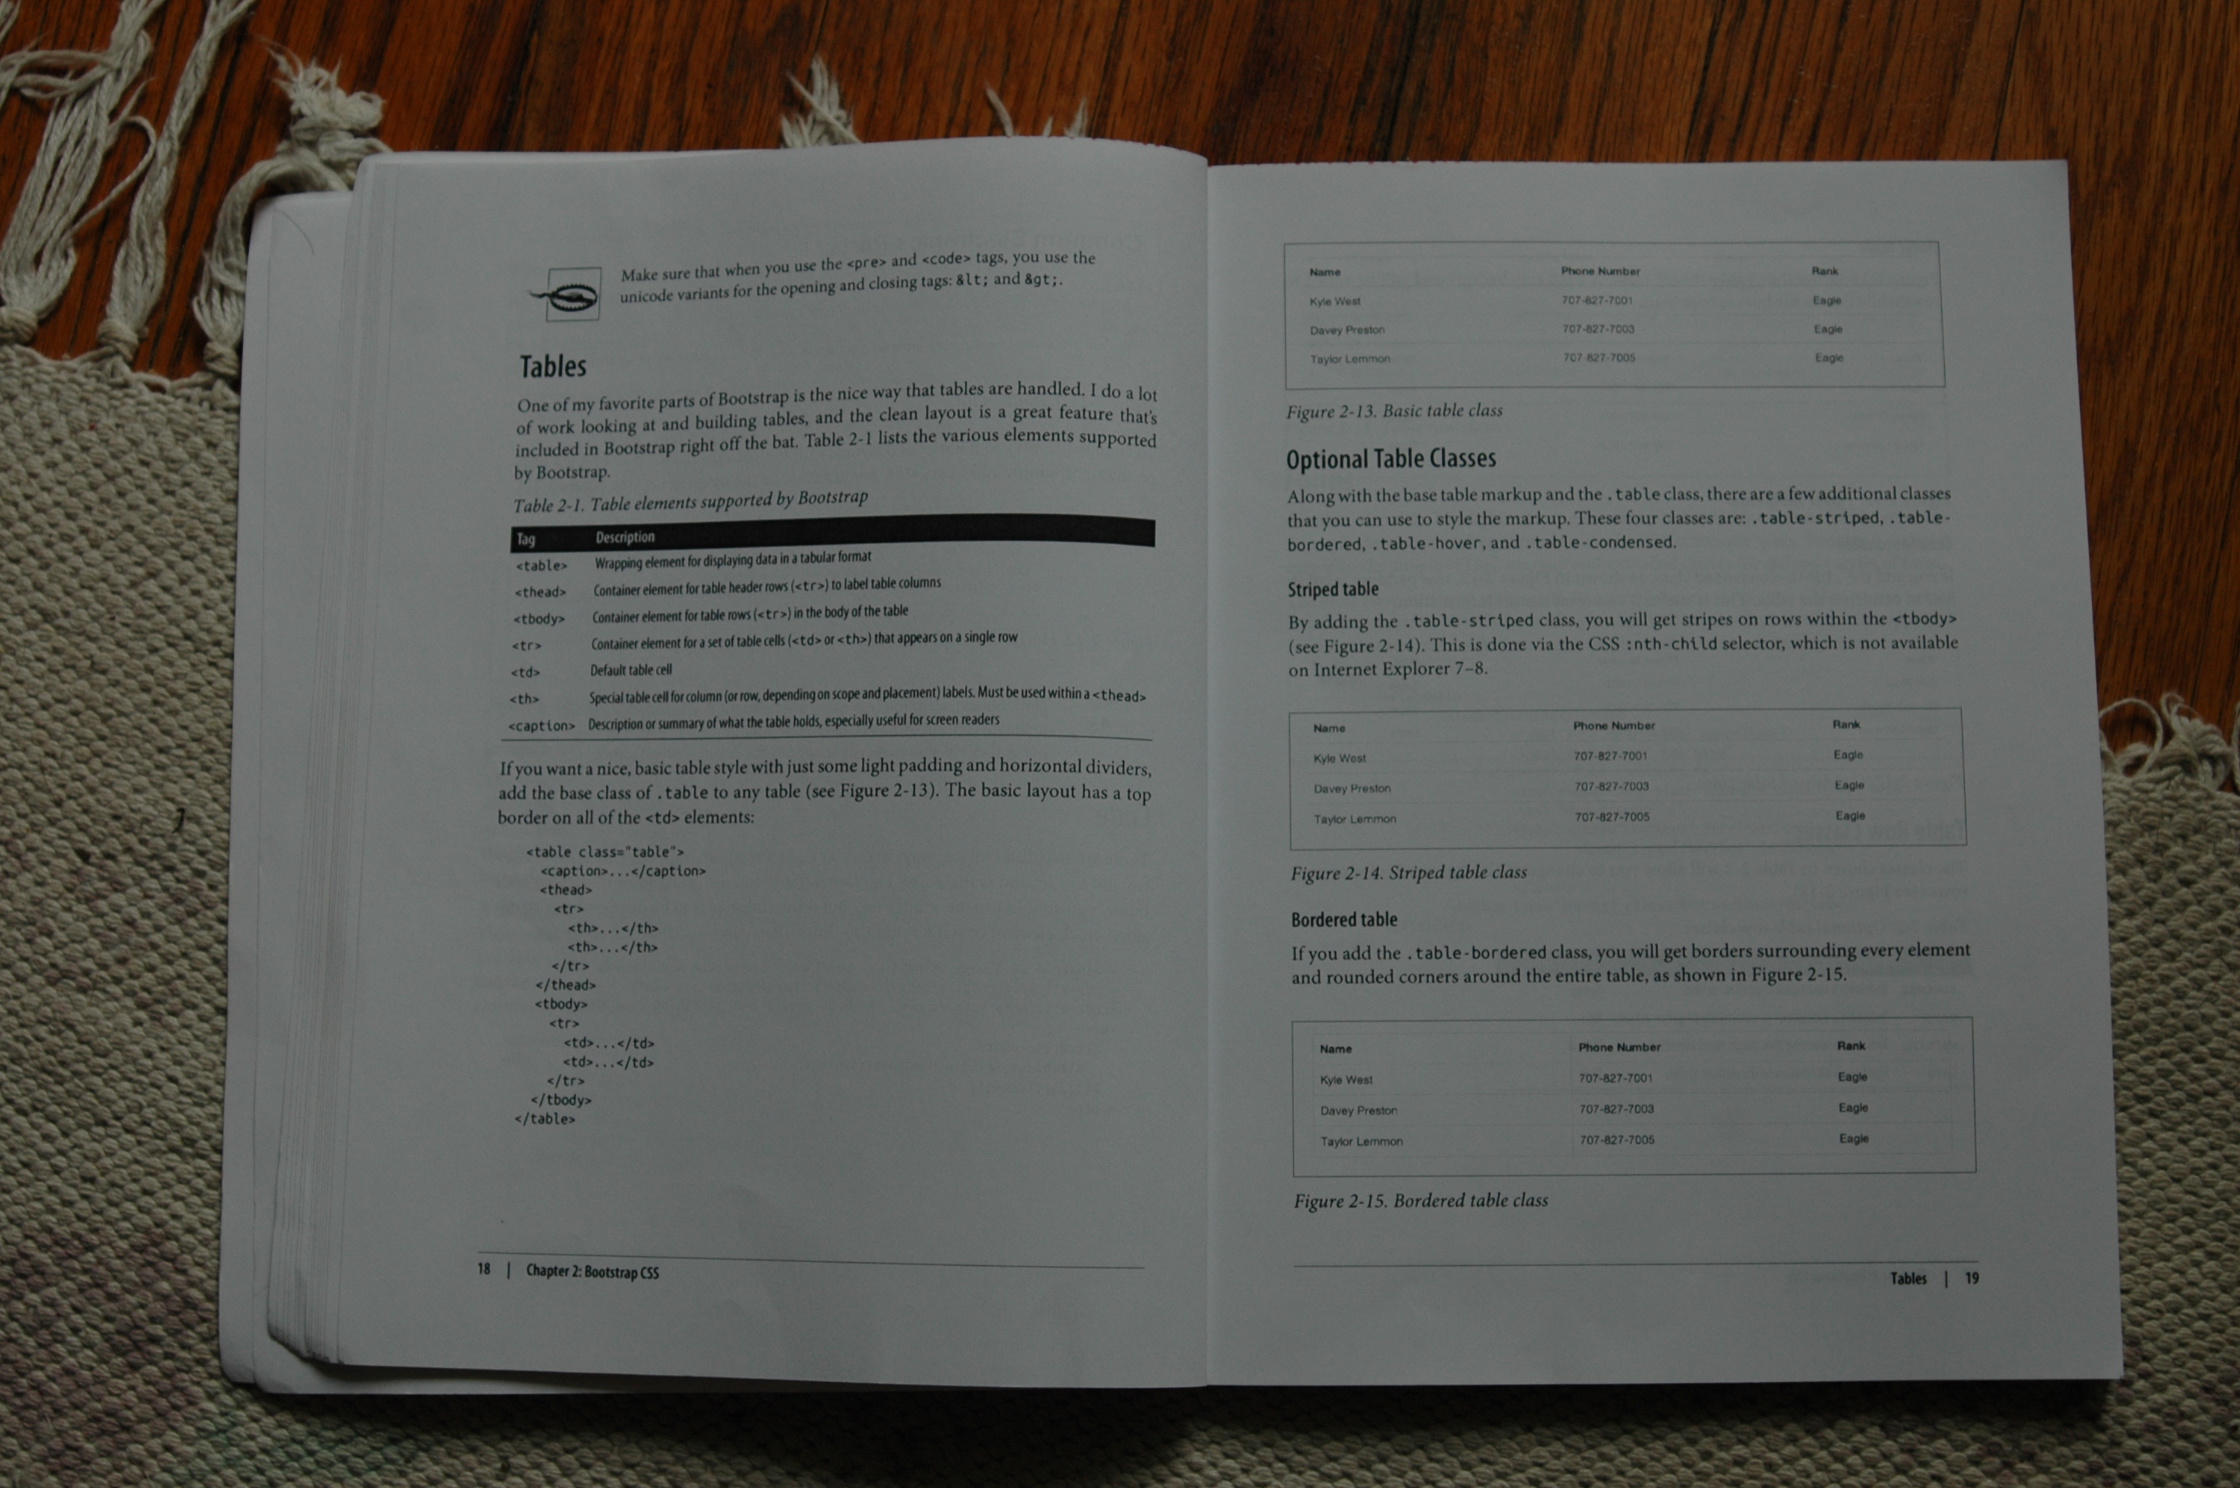 Make sure that when you use the <pre> and <code> tags, you use the
unicode variants for the opening and closing tags: &lt; and &gt;.
Tables
One of my favorite parts of Bootstrap is the nice way that tables are handled. I do a lot
of work looking at and building tables, and the clean layout is a great feature that's
included in Bootstrap right off the bat. Table 2-1 lists the various elements supported
by Bootstrap.
Table 2-1. Table elements supported by Bootstrap
Tag Description
<table> Wrapping element for displaying data in a tabular format
<thead> Container element for table header rows (<tr>) to label table columns
<tbody> Container element for table rows (<tr>) in the body of the table
<tr> Container element for a set of table cells (<td> or <th>) that appears on a single row
<td> Default table cell
<th> Special table cell for column (or row, depending on scope and placement) labels. Must be used within a <thead>
<caption> Description or summary of what the table holds, especially useful for screen readers
If you want a nice, basic table style with just some light padding and horizontal dividers,
add the base class of .table to any table (see Figure 2-13). The basic layout has a top
border on all of the <td> elements:
<table class="table">
<caption>...</caption>
<thead>
<tr>
<th>...</th>
<th>...</th>
</tr>
</thead>
<tbody>
<tr>
<td>...</td>
<td>...</td>
</tr>
</tbody>
</table>
18 | Chapter 2: Bootstrap CSS
Name Phone Number Rank
Kyle West 707-827-7001 Eagle
Davey Preston 707-827-7003 Eagle
Taylor Lemmon 707-827-7005 Eagle
Figure 2-13. Basic table class
Optional Table Classes
Along with the base table markup and the .table class, there are a few additional classes
that you can use to style the markup. These four classes are: .table-striped, .table-
bordered, .table-hover, and .table-condensed.
Striped table
By adding the .table-striped class, you will get stripes on rows within the <tbody>
(see Figure 2-14). This is done via the CSS :nth-child selector, which is not available
on Internet Explorer 7–8.
Name Phone Number Rank
Kyle West 707-827-7001 Eagle
Davey Preston 707-827-7003 Eagle
Taylor Lemmon 707-827-7005 Eagle
Figure 2-14. Striped table class
Bordered table
If you add the .table-bordered class, you will get borders surrounding every element
and rounded corners around the entire table, as shown in Figure 2-15.
Name Phone Number Rank
Kyle West 707-827-7001 Eagle
Davey Preston 707-827-7003 Eagle
Taylor Lemmon 707-827-7005 Eagle
Figure 2-15. Bordered table class
Tables | 19